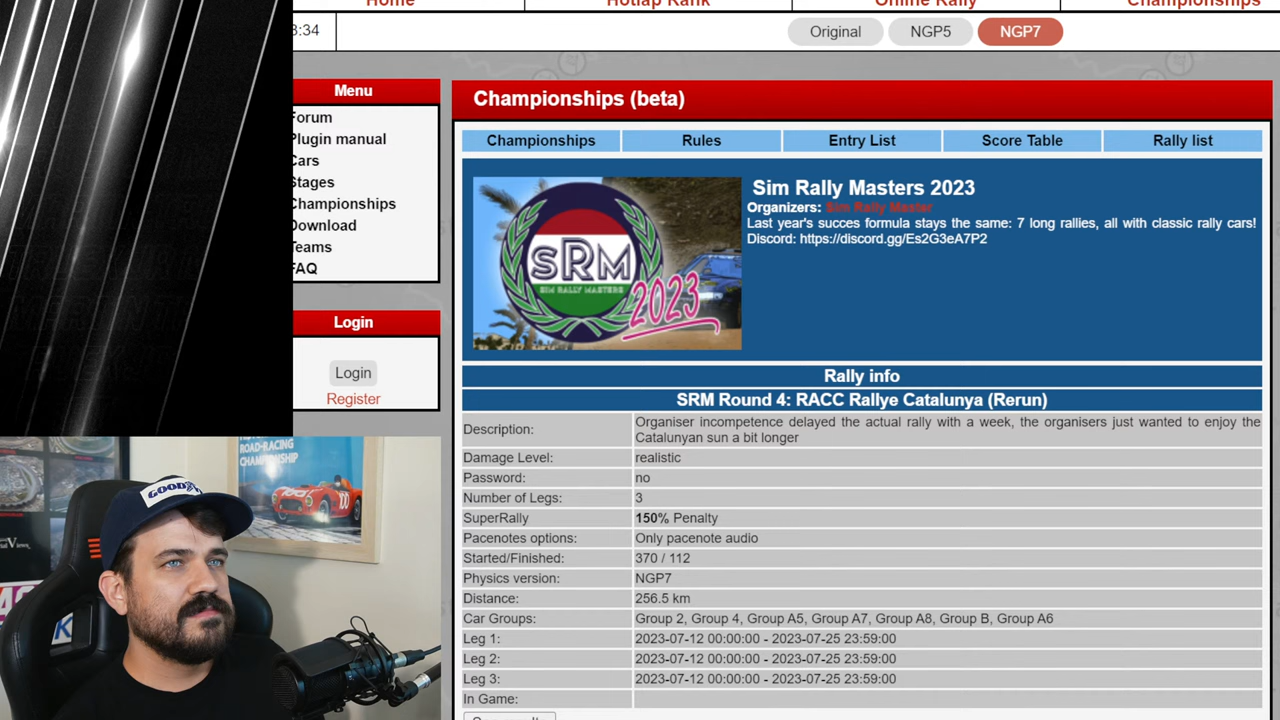 Home Hotlap Rank Online Rally Championships
3:34
Original NGP5 NGP7
Menu
Forum
Plugin manual
Cars
Stages
Championships
Download
Teams
FAQ
Login
Login
Register
Championships (beta)
Championships Rules Entry List Score Table Rally list
SRM
SIM RALLY MASTERS
2023
Sim Rally Masters 2023
Organizers: Sim Rally Master
Last year's succes formula stays the same: 7 long rallies, all with classic rally cars!
Discord: https://discord.gg/Es2G3eA7P2
Rally info
SRM Round 4: RACC Rallye Catalunya (Rerun)
Description: Organiser incompetence delayed the actual rally with a week, the organisers just wanted to enjoy the
Catalunyan sun a bit longer
Damage Level: realistic
Password: no
Number of Legs: 3
SuperRally 150% Penalty
Pacenotes options: Only pacenote audio
Started/Finished: 370 / 112
Physics version: NGP7
Distance: 256.5 km
Car Groups: Group 2, Group 4, Group A5, Group A7, Group A8, Group B, Group A6
Leg 1: 2023-07-12 00:00:00 - 2023-07-25 23:59:00
Leg 2: 2023-07-12 00:00:00 - 2023-07-25 23:59:00
Leg 3: 2023-07-12 00:00:00 - 2023-07-25 23:59:00
In Game:
ROAD-RACING
CHAMPIONSHIP